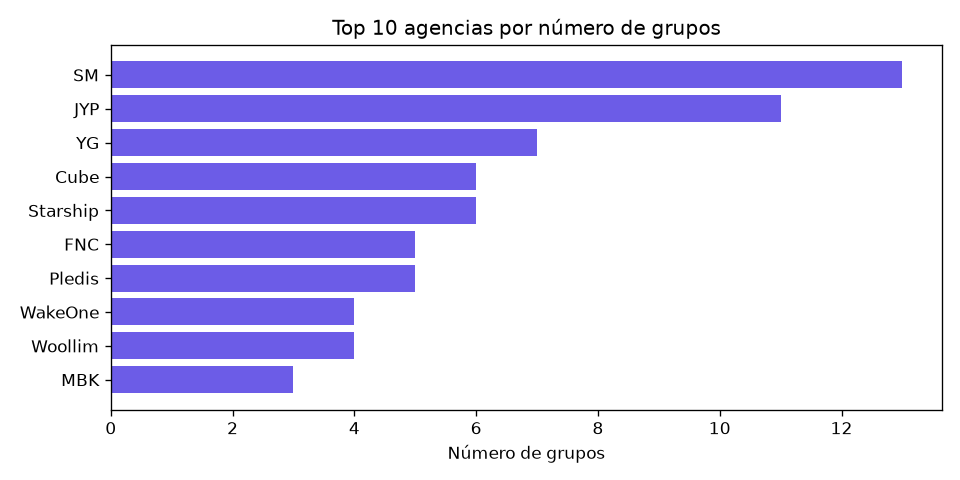 Top 10 agencias por número de grupos
SM
JYP
YG
Cube
Starship
FNC
Pledis
WakeOne
Woollim
MBK
0 2 4 6 8 10 12
Número de grupos